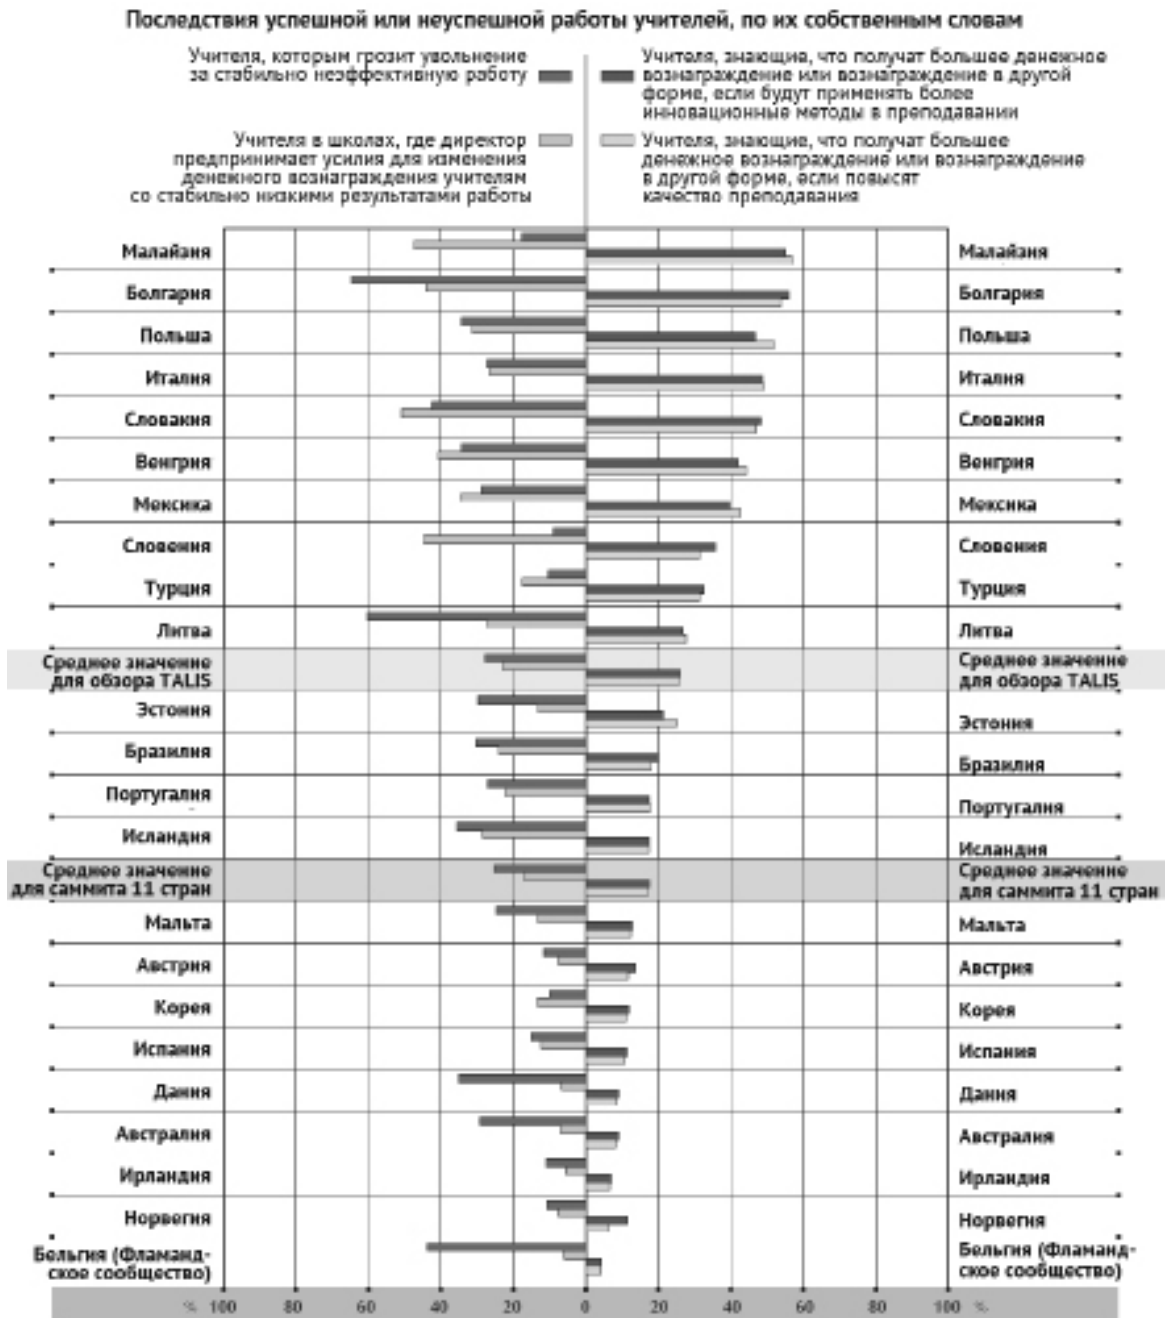 Последствия успешной или неуспешной работы учителей, по их собственным словам
Учителя, которым грозит увольнение
за стабильно неэффективную работу
Учителя в школах, где директор
предпринимает усилия для изменения
денежного вознаграждения учителям
со стабильно низкими результатами работы
Учителя, знающие, что получат большее денежное
вознаграждение или вознаграждение в другой
форме, если будут применять более
инновационные методы в преподавании
Учителя, знающие, что получат большее
денежное вознаграждение или вознаграждение
в другой форме, если повысят
качество преподавания
Малайзия Малайзия
Болгария Болгария
Польша Польша
Италия Италия
Словакия Словакия
Венгрия Венгрия
Мексика Мексика
Словения Словения
Турция Турция
Литва Литва
Среднее значение Среднее значение
для обзора TALIS для обзора TALIS
Эстония Эстония
Бразилия Бразилия
Португалия Португалия
Исландия Исландия
Среднее значение Среднее значение
для саммита 11 стран для саммита 11 стран
Мальта Мальта
Австрия Австрия
Корея Корея
Испания Испания
Дания Дания
Австралия Австралия
Ирландия Ирландия
Норвегия Норвегия
Бельгия (Фламанд- Бельгия (Фламанд-
ское сообщество) ское сообщество)
% 100 80 60 40 20 0 20 40 60 80 100 %